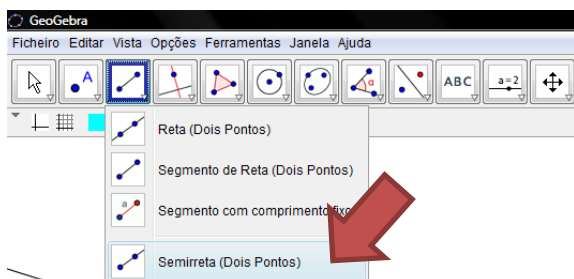 GeoGebra
Ficheiro Editar Vista Opções Ferramentas Janela Ajuda
A α ABC a=2
Reta (Dois Pontos)
Segmento de Reta (Dois Pontos)
a Segmento com comprimento fixo
Semirreta (Dois Pontos)